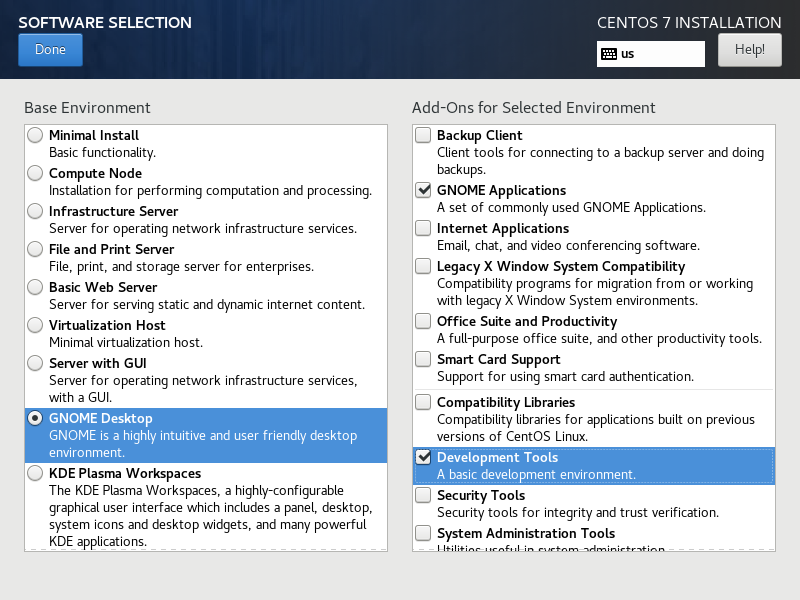 SOFTWARE SELECTION
CENTOS 7 INSTALLATION
Done
us
Help!
Base Environment
Minimal Install
Basic functionality.
Compute Node
Installation for performing computation and processing.
Infrastructure Server
Server for operating network infrastructure services.
File and Print Server
File, print, and storage server for enterprises.
Basic Web Server
Server for serving static and dynamic internet content.
Virtualization Host
Minimal virtualization host.
Server with GUI
Server for operating network infrastructure services,
with a GUI.
GNOME Desktop
GNOME is a highly intuitive and user friendly desktop
environment.
KDE Plasma Workspaces
The KDE Plasma Workspaces, a highly-configurable
graphical user interface which includes a panel, desktop,
system icons and desktop widgets, and many powerful
KDE applications.
Add-Ons for Selected Environment
Backup Client
Client tools for connecting to a backup server and doing
backups.
GNOME Applications
A set of commonly used GNOME Applications.
Internet Applications
Email, chat, and video conferencing software.
Legacy X Window System Compatibility
Compatibility programs for migration from or working
with legacy X Window System environments.
Office Suite and Productivity
A full-purpose office suite, and other productivity tools.
Smart Card Support
Support for using smart card authentication.
Compatibility Libraries
Compatibility libraries for applications built on previous
versions of CentOS Linux.
Development Tools
A basic development environment.
Security Tools
Security tools for integrity and trust verification.
System Administration Tools
Utilities useful in system administration.